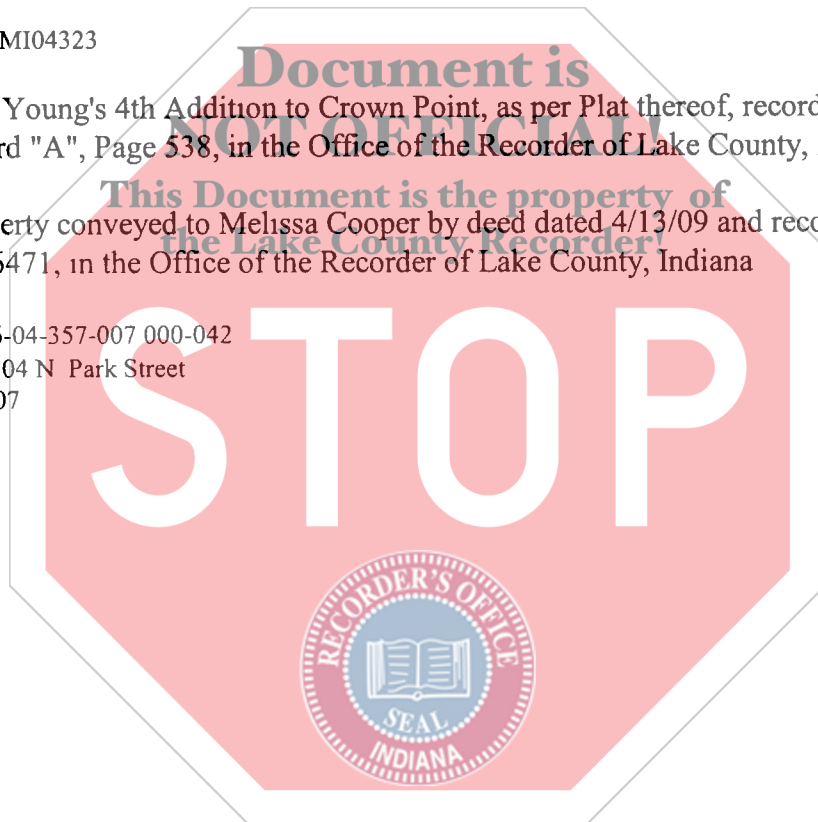 MI04323
Document is
Young's 4th Addition to Crown Point, as per Plat thereof, record
NOT OFFICIAL!
rd "A", Page 538, in the Office of the Recorder of Lake County,
This Document is the property of
erty conveyed to Melissa Cooper by deed dated 4/13/09 and reco
the Lake County Recorder!
5471, in the Office of the Recorder of Lake County, Indiana
-04-357-007 000-042
04 N Park Street
07
STOP
RECORDER'S OFFICE
SEAL
INDIANA